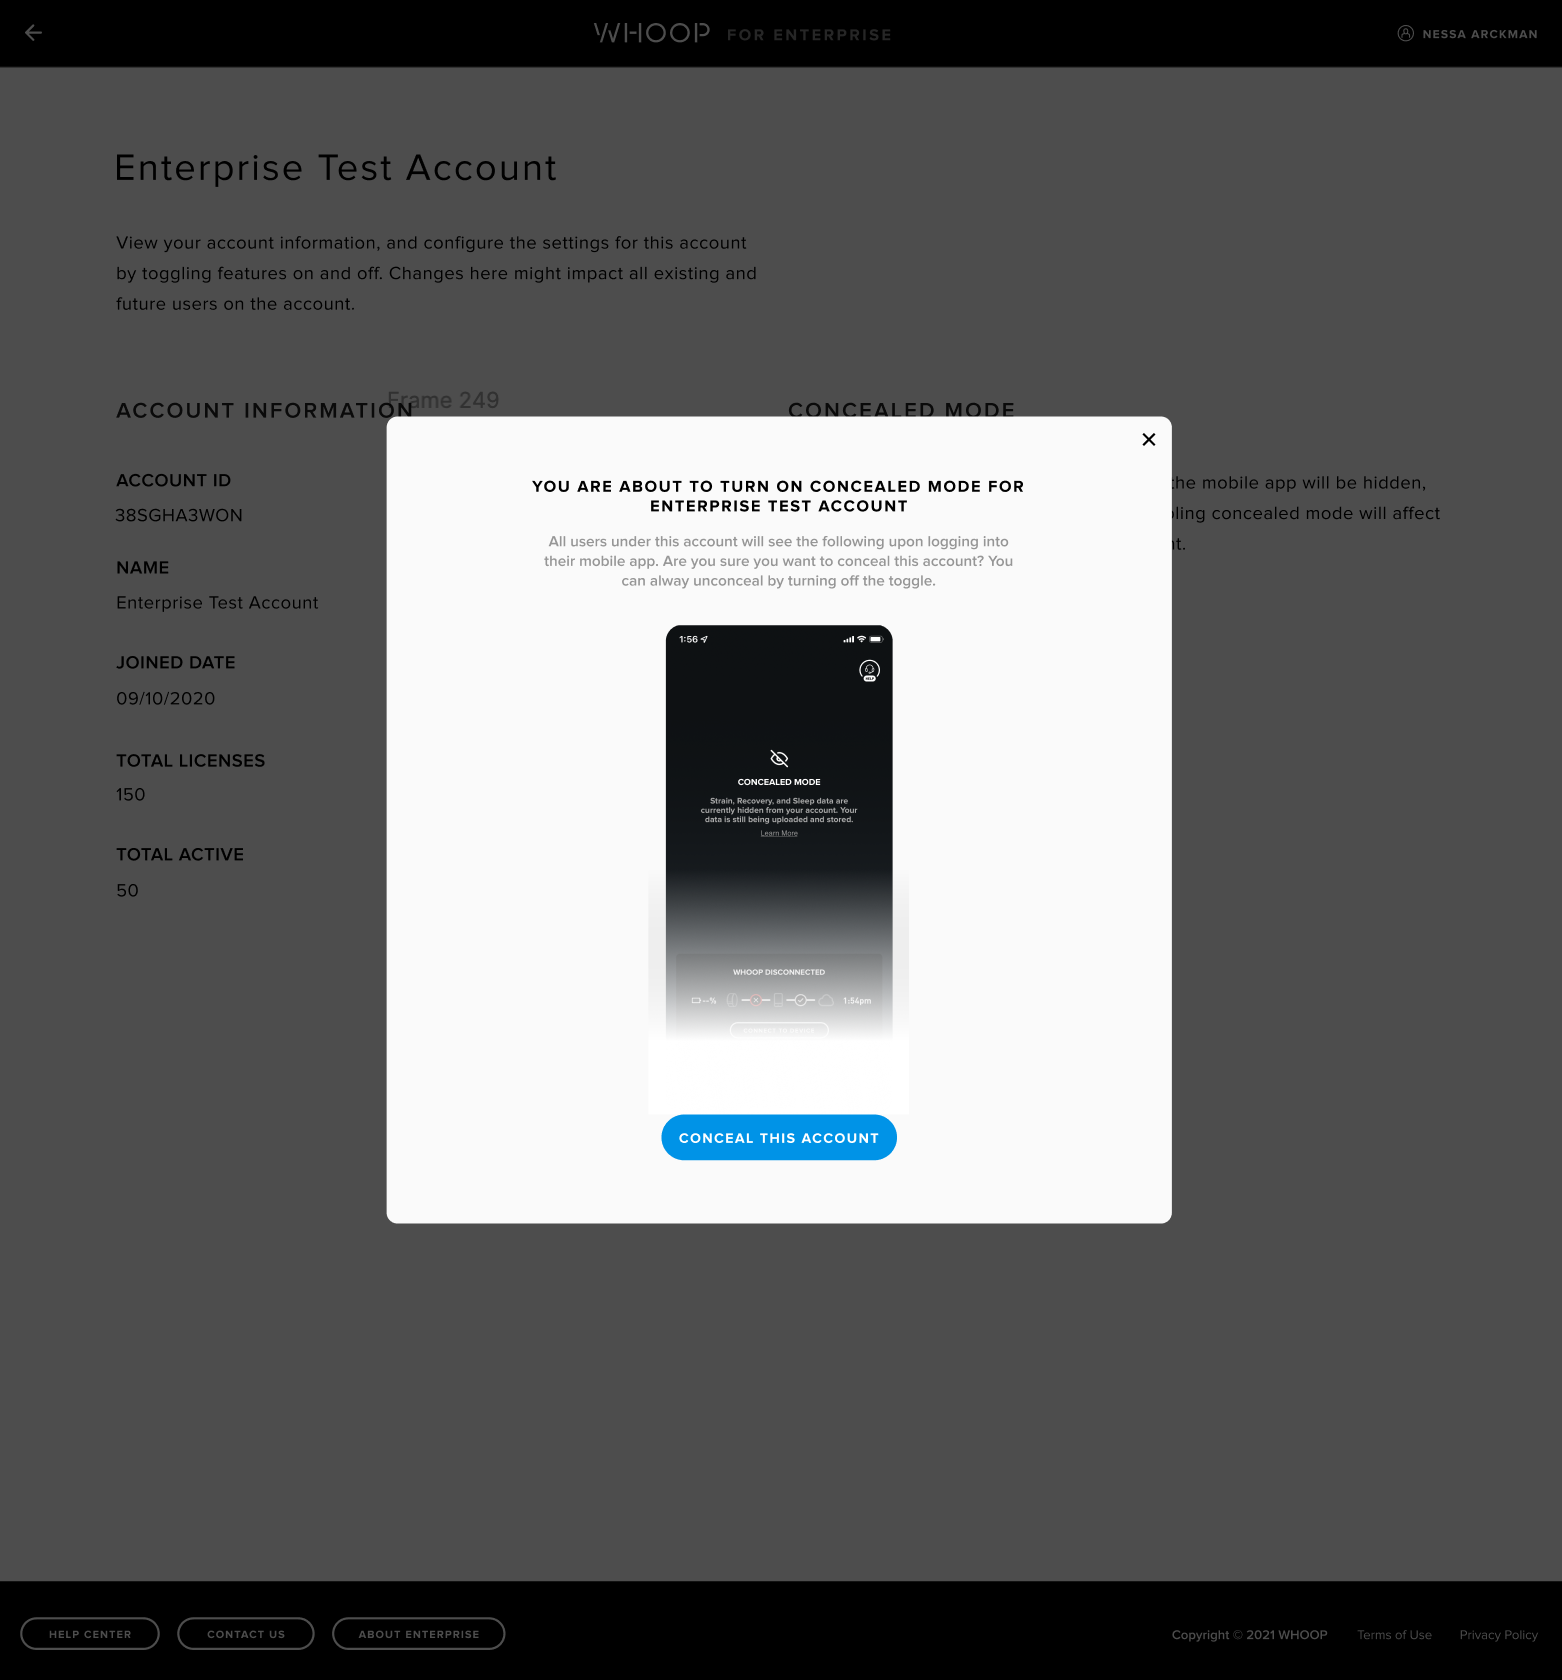 WHOOP FOR ENTERPRISE
NESSA ARCKMAN
Enterprise Test Account
View your account information, and configure the settings for this account
by toggling features on and off. Changes here might impact all existing and
future users on the account.
ACCOUNT INFORMATION
Frame 249
CONCEALED MODE
ACCOUNT ID
38SGHA3WON
NAME
Enterprise Test Account
JOINED DATE
09/10/2020
TOTAL LICENSES
150
TOTAL ACTIVE
50
the mobile app will be hidden,
ling concealed mode will affect
nt.
YOU ARE ABOUT TO TURN ON CONCEALED MODE FOR
ENTERPRISE TEST ACCOUNT
All users under this account will see the following upon logging into
their mobile app. Are you sure you want to conceal this account? You
can alway unconceal by turning off the toggle.
1:56
HELP
CONCEALED MODE
Strain, Recovery, and Sleep data are
currently hidden from your account. Your
data is still being uploaded and stored.
Learn More
WHOOP DISCONNECTED
--%
1:54pm
CONNECT TO DEVICE
CONCEAL THIS ACCOUNT
HELP CENTER
CONTACT US
ABOUT ENTERPRISE
Copyright © 2021 WHOOP
Terms of Use
Privacy Policy